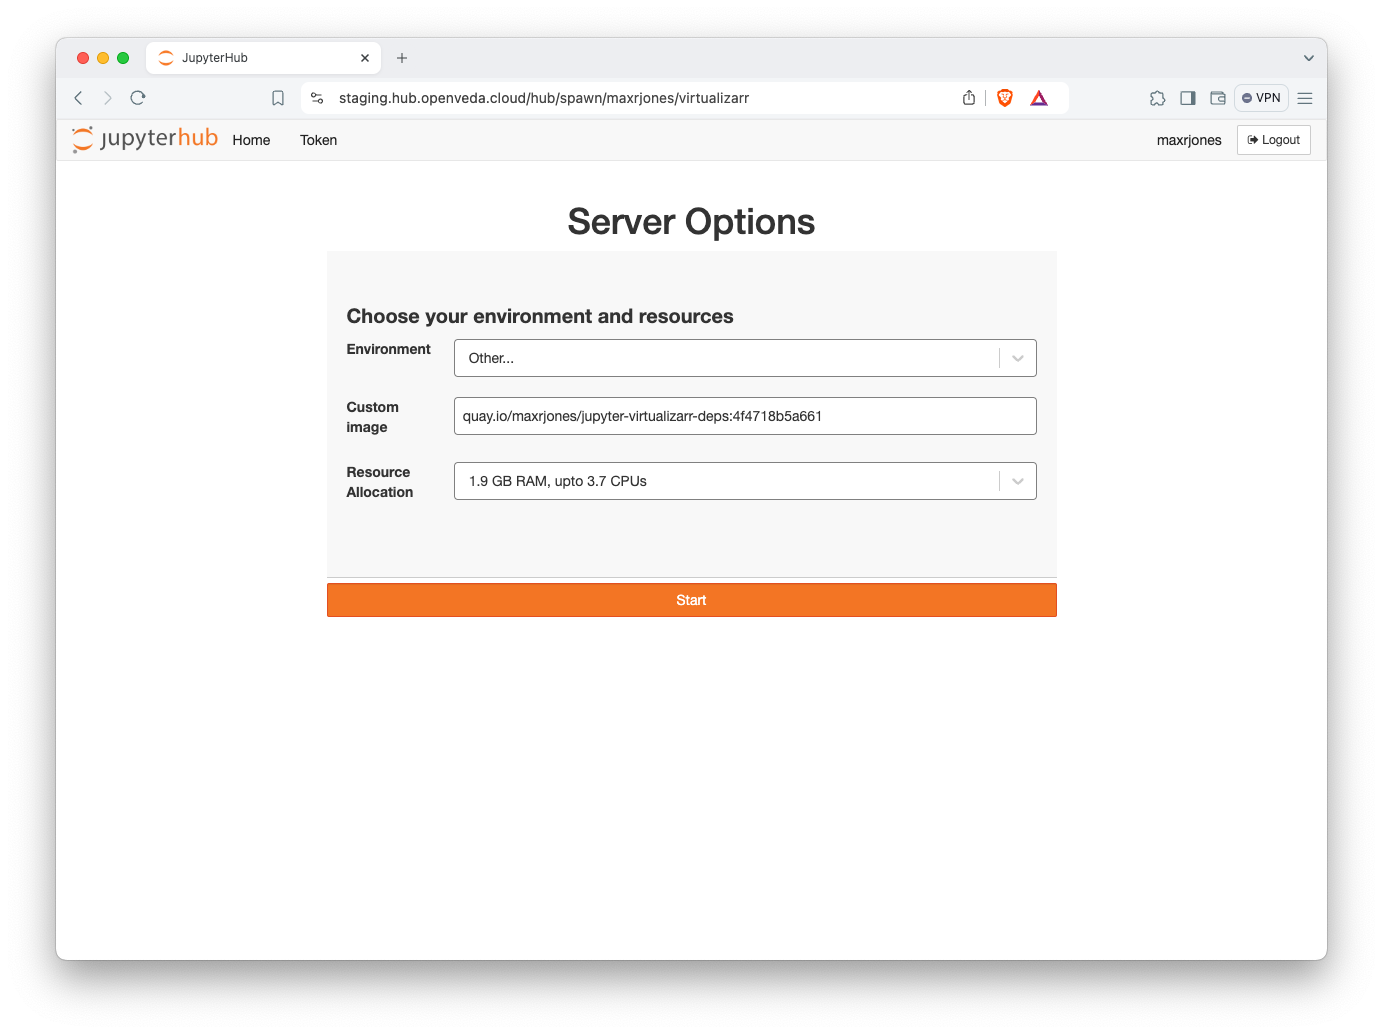 JupyterHub
staging.hub.openveda.cloud/hub/spawn/maxrjones/virtualizarr
VPN
jupyterhub
Home
Token
maxrjones
Logout
Server Options
Choose your environment and resources
Environment
Other...
Custom
image
quay.io/maxrjones/jupyter-virtualizarr-deps:4f4718b5a661
Resource
Allocation
1.9 GB RAM, upto 3.7 CPUs
Start